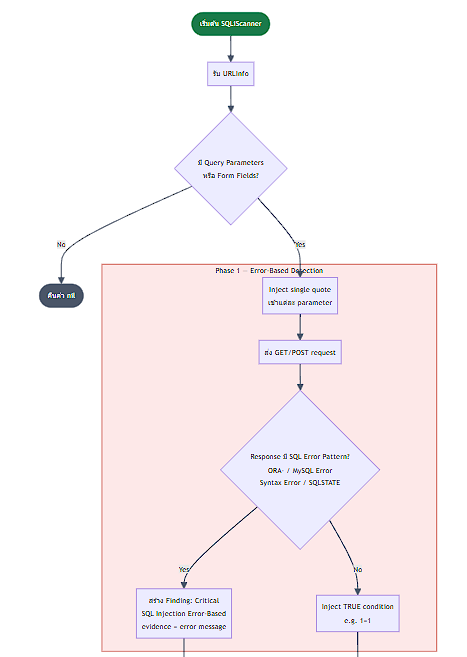 เริ่มต้น SQLiScanner
รับ URLInfo
มี Query Parameters
หรือ Form Fields?
No
Yes
คืนค่า nil
Phase 1 — Error-Based Detection
Inject single quote
เข้าแต่ละ parameter
ส่ง GET/POST request
Response มี SQL Error Pattern?
ORA- / MySQL Error
Syntax Error / SQLSTATE
Yes
No
สร้าง Finding: Critical
SQL Injection Error-Based
evidence = error message
Inject TRUE condition
e.g. 1=1